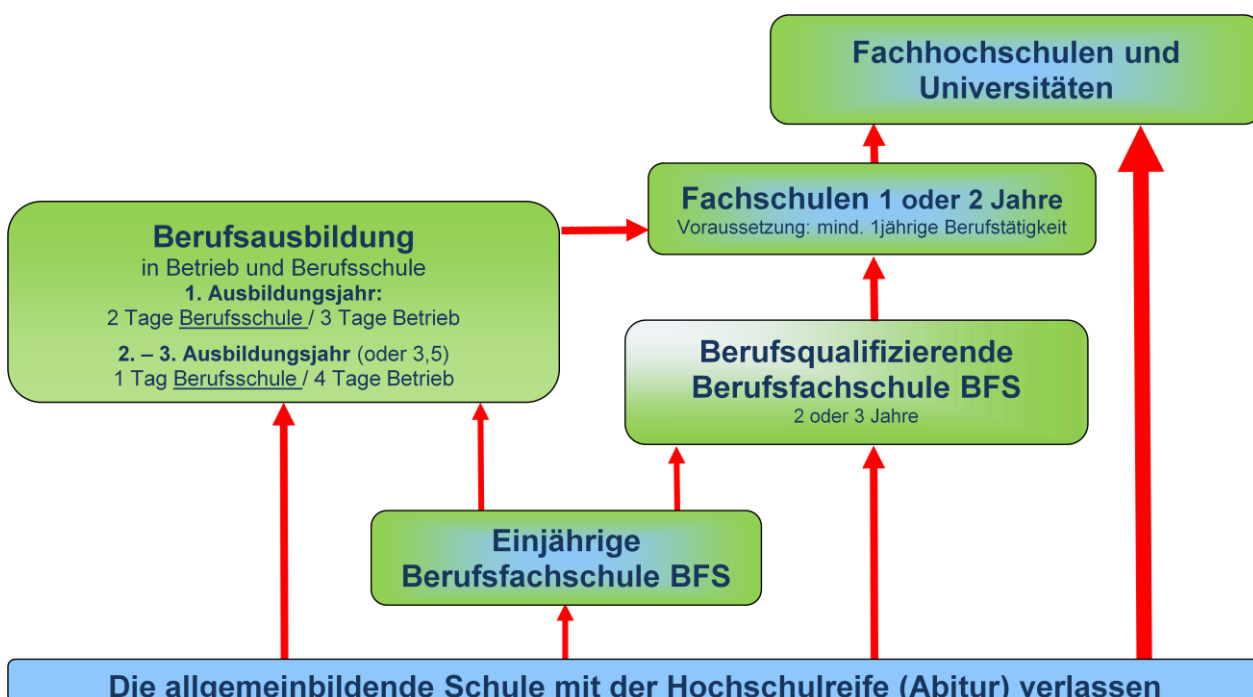 Fachhochschulen und
Universitäten
Fachschulen 1 oder 2 Jahre
Voraussetzung: mind. 1jährige Berufstätigkeit
Berufsausbildung
in Betrieb und Berufsschule
1. Ausbildungsjahr:
2 Tage Berufsschule / 3 Tage Betrieb
2. – 3. Ausbildungsjahr (oder 3,5)
1 Tag Berufsschule / 4 Tage Betrieb
Berufsqualifizierende
Berufsfachschule BFS
2 oder 3 Jahre
Einjährige
Berufsfachschule BFS
Die allgemeinbildende Schule mit der Hochschulreife (Abitur) verlassen